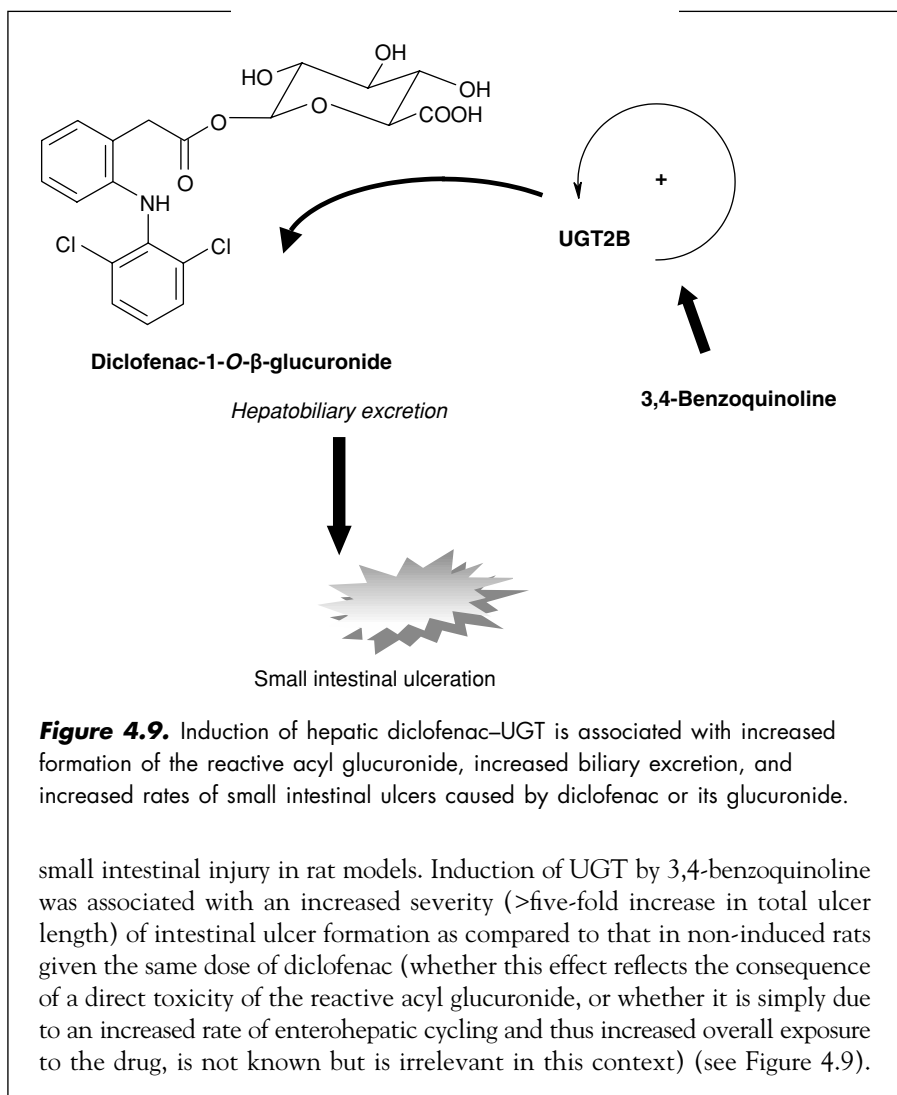 OH
HO
OH
O
COOH
O
O
NH
Cl
Cl
+
UGT2B
Diclofenac-1-O-β-glucuronide
3,4-Benzoquinoline
Hepatobiliary excretion
Small intestinal ulceration
Figure 4.9. Induction of hepatic diclofenac–UGT is associated with increased
formation of the reactive acyl glucuronide, increased biliary excretion, and
increased rates of small intestinal ulcers caused by diclofenac or its glucuronide.
small intestinal injury in rat models. Induction of UGT by 3,4-benzoquinoline
was associated with an increased severity (>five-fold increase in total ulcer
length) of intestinal ulcer formation as compared to that in non-induced rats
given the same dose of diclofenac (whether this effect reflects the consequence
of a direct toxicity of the reactive acyl glucuronide, or whether it is simply due
to an increased rate of enterohepatic cycling and thus increased overall exposure
to the drug, is not known but is irrelevant in this context) (see Figure 4.9).